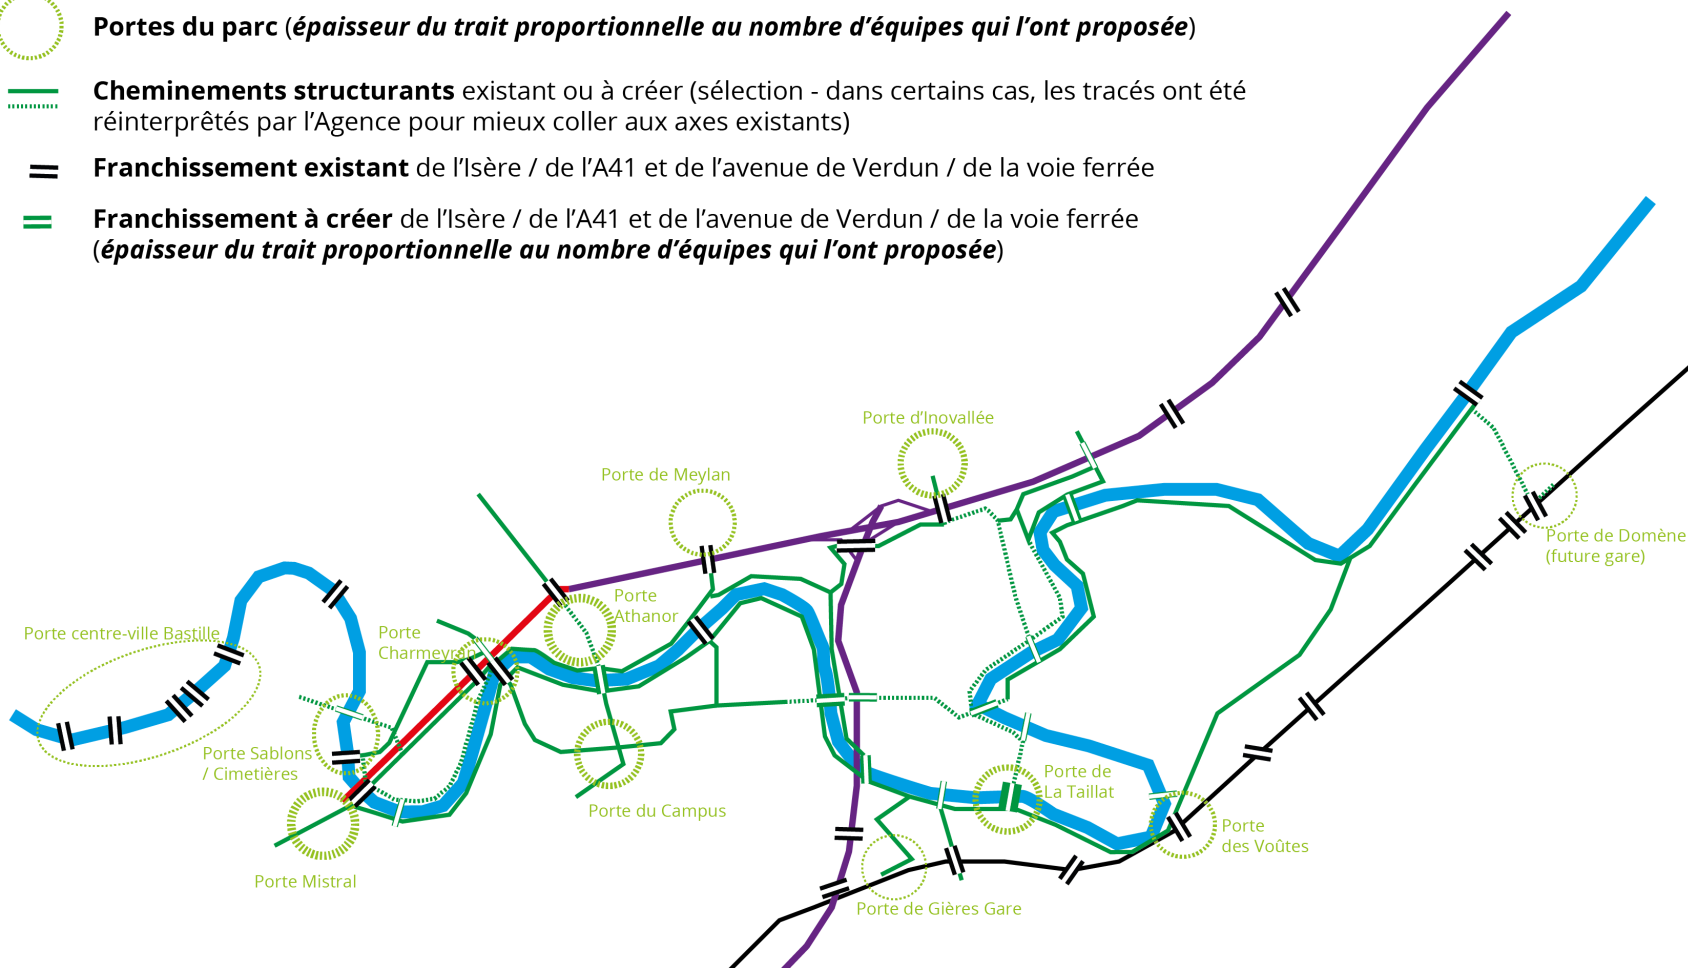 Portes du parc (épaisseur du trait proportionnelle au nombre d’équipes qui l’ont proposée)
Cheminements structurants existant ou à créer (sélection - dans certains cas, les tracés ont été
réinterprêtés par l’Agence pour mieux coller aux axes existants)
Franchissement existant de l’Isère / de l’A41 et de l’avenue de Verdun / de la voie ferrée
Franchissement à créer de l’Isère / de l’A41 et de l’avenue de Verdun / de la voie ferrée
(épaisseur du trait proportionnelle au nombre d’équipes qui l’ont proposée)
Porte d’Inovallée
Porte de Meylan
Porte de Domène
(future gare)
Porte
Athanor
Porte centre-ville Bastille
Porte
Charmeyran
Porte Sablons
/ Cimetières
Porte de
La Taillat
Porte du Campus
Porte
des Voûtes
Porte Mistral
Porte de Gières Gare